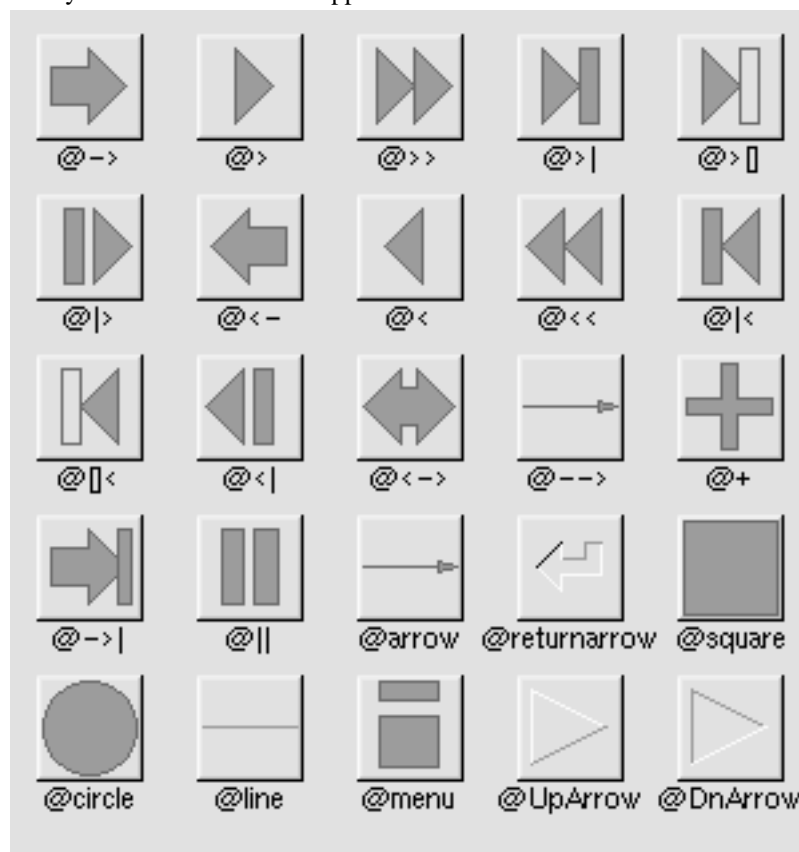 @-> @> @>> @>| @>[]
@|> @<- @< @<< @|<
@[]< @<| @<-> @--> @+
@->| @|| @arrow @returnarrow @square
@circle @line @menu @UpArrow @DnArrow